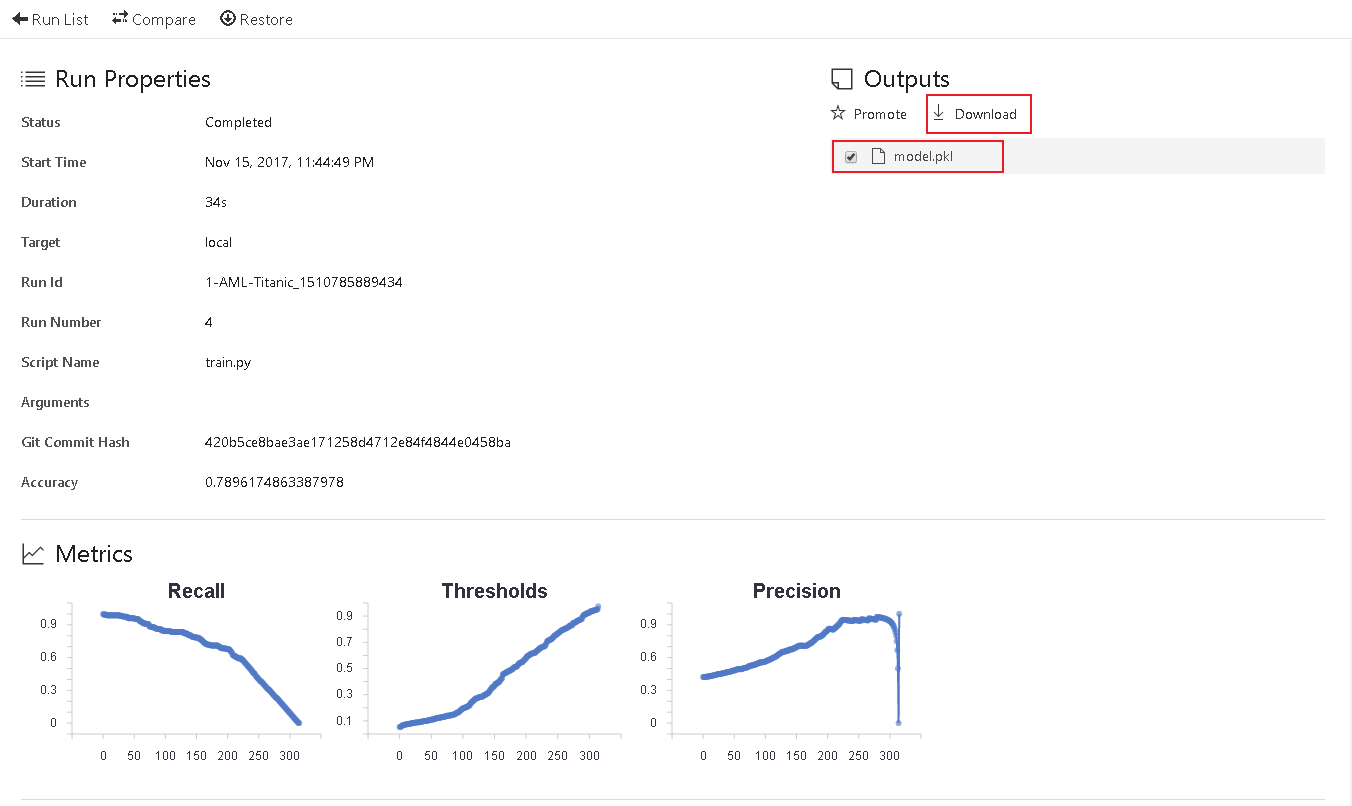 Run List Compare Restore
Run Properties
Status Completed
Start Time Nov 15, 2017, 11:44:49 PM
Duration 34s
Target local
Run Id 1-AML-Titanic_1510785889434
Run Number 4
Script Name train.py
Arguments
Git Commit Hash 420b5ce8bae3ae171258d4712e84f4844e0458ba
Accuracy 0.7896174863387978
Outputs
Promote Download
model.pkl
Metrics
Recall
0.9
0.6
0.3
0
0 50 100 150 200 250 300
Thresholds
0.9
0.7
0.5
0.3
0.1
0 50 100 150 200 250 300
Precision
0.9
0.6
0.3
0
0 50 100 150 200 250 300